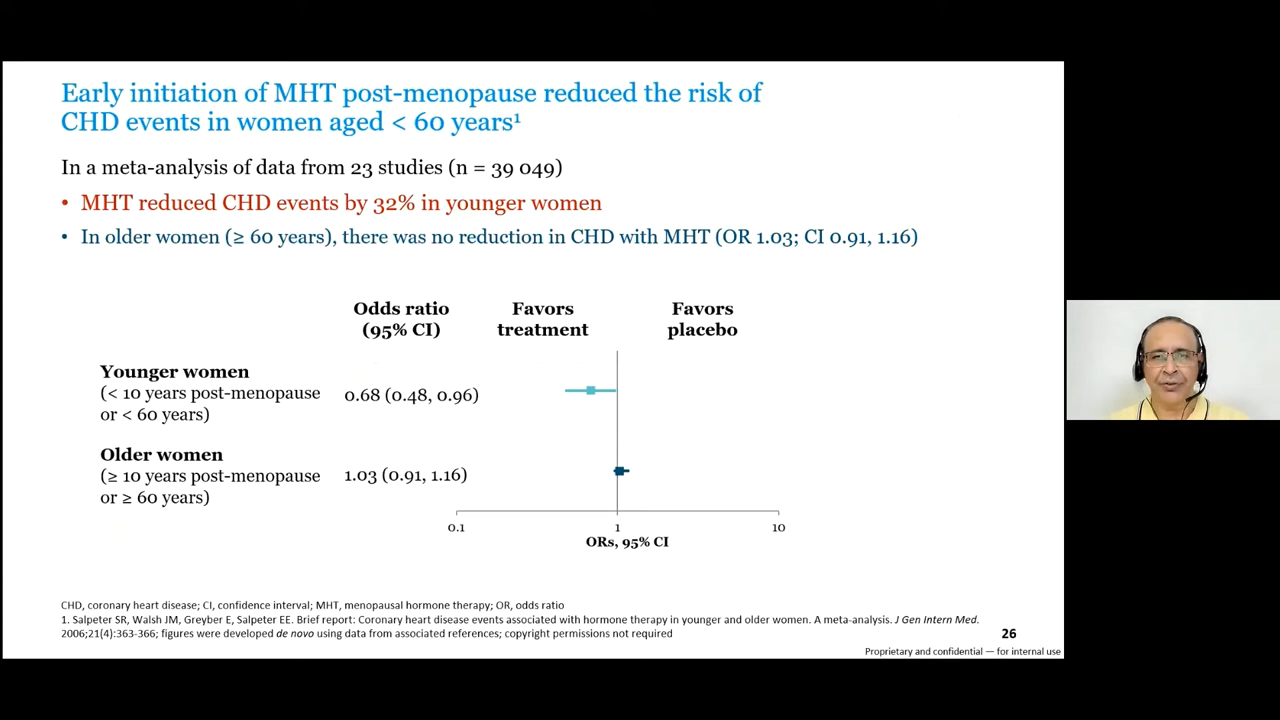 Early initiation of MHT post-menopause reduced the risk of
CHD events in women aged < 60 years¹
In a meta-analysis of data from 23 studies (n = 39 049)
• MHT reduced CHD events by 32% in younger women
• In older women (≥ 60 years), there was no reduction in CHD with MHT (OR 1.03; CI 0.91, 1.16)
Odds ratio
(95% CI)
Favors
treatment
Favors
placebo
Younger women
(< 10 years post-menopause
or < 60 years)
0.68 (0.48, 0.96)
Older women
(≥ 10 years post-menopause
or ≥ 60 years)
1.03 (0.91, 1.16)
0.1 1 10
ORs, 95% CI
CHD, coronary heart disease; CI, confidence interval; MHT, menopausal hormone therapy; OR, odds ratio
1. Salpeter SR, Walsh JM, Greyber E, Salpeter EE. Brief report: Coronary heart disease events associated with hormone therapy in younger and older women. A meta-analysis. J Gen Intern Med.
2006;21(4):363-366; figures were developed de novo using data from associated references; copyright permissions not required
26
Proprietary and confidential — for internal use